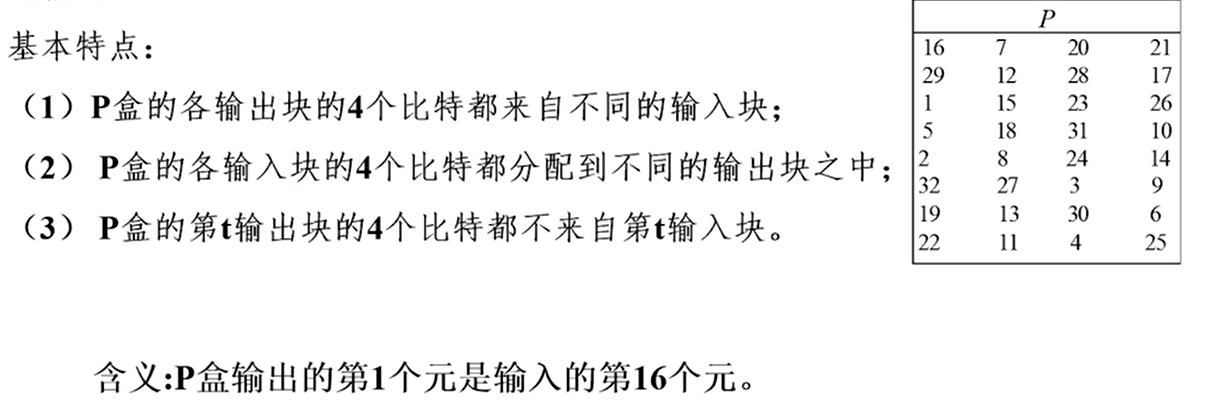 基本特点：
（1）P盒的各输出块的4个比特都来自不同的输入块；
（2） P盒的各输入块的4个比特都分配到不同的输出块之中；
（3） P盒的第t输出块的4个比特都不来自第t输入块。
P
16 7 20 21
29 12 28 17
1 15 23 26
5 18 31 10
2 8 24 14
32 27 3 9
19 13 30 6
22 11 4 25
含义:P盒输出的第1个元是输入的第16个元。